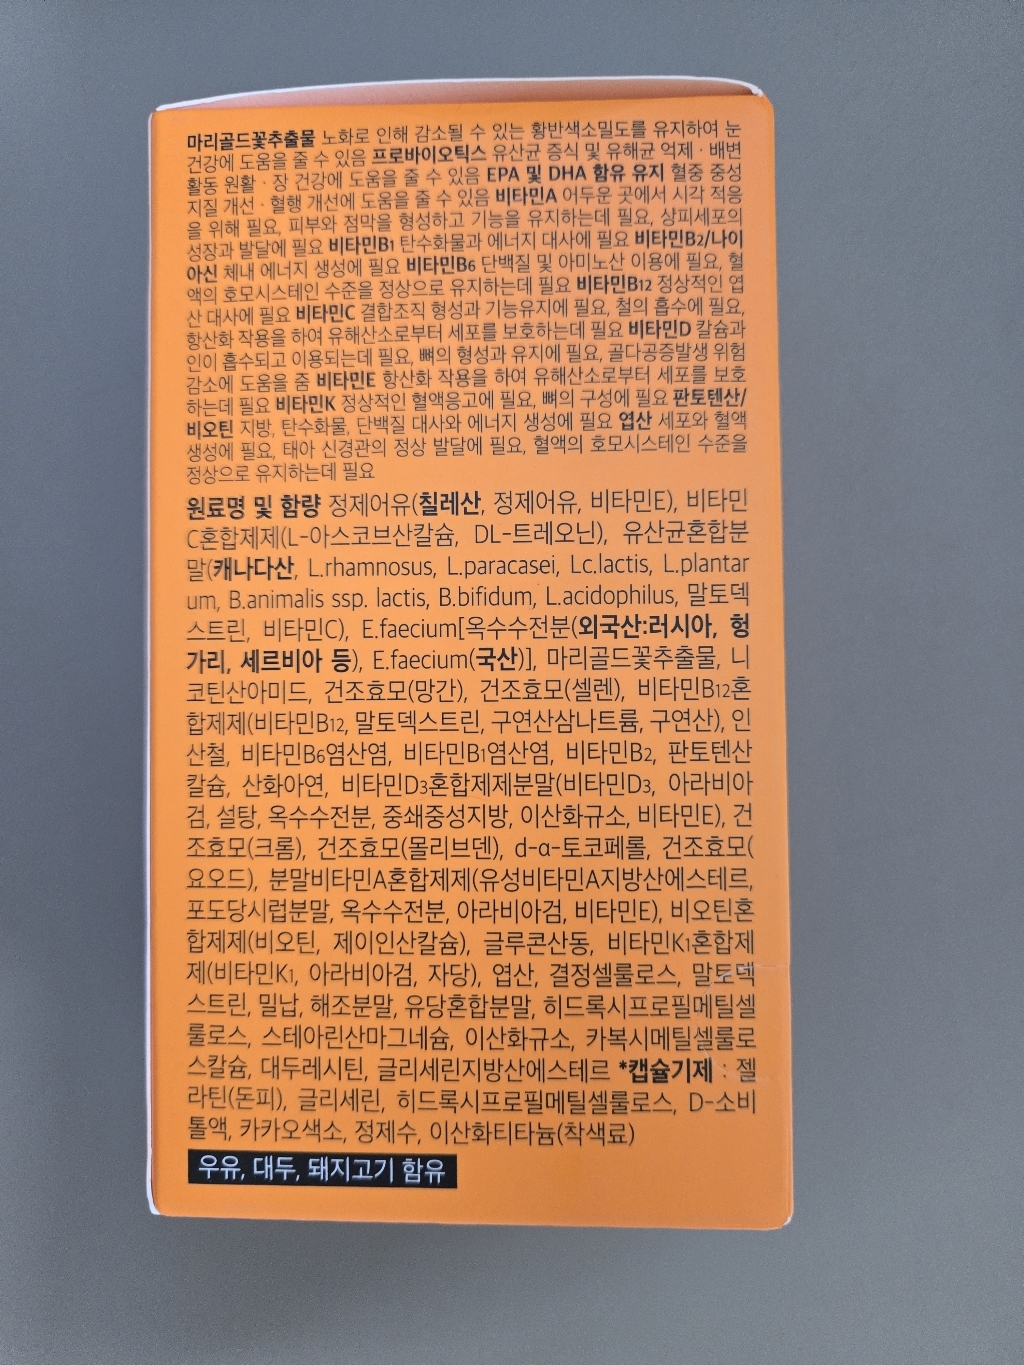 마리골드꽃추출물 노화로 인해 감소될 수 있는 황반색소밀도를 유지하여 눈
건강에 도움을 줄 수 있음 프로바이오틱스 유산균 증식 및 유해균 억제 · 배변
활동 원활 · 장 건강에 도움을 줄 수 있음 EPA 및 DHA 함유 유지 혈중 중성
지질 개선 · 혈행 개선에 도움을 줄 수 있음 비타민A 어두운 곳에서 시각 적응
을 위해 필요, 피부와 점막을 형성하고 기능을 유지하는데 필요, 상피세포의
성장과 발달에 필요 비타민B1 탄수화물과 에너지 대사에 필요 비타민B2/나이
아신 체내 에너지 생성에 필요 비타민B6 단백질 및 아미노산 이용에 필요, 혈
액의 호모시스테인 수준을 정상으로 유지하는데 필요 비타민B12 정상적인 엽
산 대사에 필요 비타민C 결합조직 형성과 기능유지에 필요, 철의 흡수에 필요,
항산화 작용을 하여 유해산소로부터 세포를 보호하는데 필요 비타민D 칼슘과
인이 흡수되고 이용되는데 필요, 뼈의 형성과 유지에 필요, 골다공증발생 위험
감소에 도움을 줌 비타민E 항산화 작용을 하여 유해산소로부터 세포를 보호
하는데 필요 비타민K 정상적인 혈액응고에 필요, 뼈의 구성에 필요 판토텐산/
비오틴 지방, 탄수화물, 단백질 대사와 에너지 생성에 필요 엽산 세포와 혈액
생성에 필요, 태아 신경관의 정상 발달에 필요, 혈액의 호모시스테인 수준을
정상으로 유지하는데 필요
원료명 및 함량 정제어유(칠레산, 정제어유, 비타민E), 비타민
C혼합제제(L-아스코브산칼슘, DL-트레오닌), 유산균혼합분
말(캐나다산, L.rhamnosus, L.paracasei, Lc.lactis, L.plantar
um, B.animalis ssp. lactis, B.bifidum, L.acidophilus, 말토덱
스트린, 비타민C), E.faecium[옥수수전분(외국산:러시아, 헝
가리, 세르비아 등), E.faecium(국산)], 마리골드꽃추출물, 니
코틴산아미드, 건조효모(망간), 건조효모(셀렌), 비타민B12혼
합제제(비타민B12, 말토덱스트린, 구연산삼나트륨, 구연산), 인
산철, 비타민B6염산염, 비타민B1염산염, 비타민B2, 판토텐산
칼슘, 산화아연, 비타민D3혼합제제분말(비타민D3, 아라비아
검, 설탕, 옥수수전분, 중쇄중성지방, 이산화규소, 비타민E), 건
조효모(크롬), 건조효모(몰리브덴), d-α-토코페롤, 건조효모(
요오드), 분말비타민A혼합제제(유성비타민A지방산에스테르,
포도당시럽분말, 옥수수전분, 아라비아검, 비타민E), 비오틴혼
합제제(비오틴, 제이인산칼슘), 글루콘산동, 비타민K1혼합제
제(비타민K1, 아라비아검, 자당), 엽산, 결정셀룰로스, 말토덱
스트린, 밀납, 해조분말, 유당혼합분말, 히드록시프로필메틸셀
룰로스, 스테아린산마그네슘, 이산화규소, 카복시메틸셀룰로
스칼슘, 대두레시틴, 글리세린지방산에스테르 *캡슐기제 : 젤
라틴(돈피), 글리세린, 히드록시프로필메틸셀룰로스, D-소비
톨액, 카카오색소, 정제수, 이산화티타늄(착색료)
우유, 대두, 돼지고기 함유